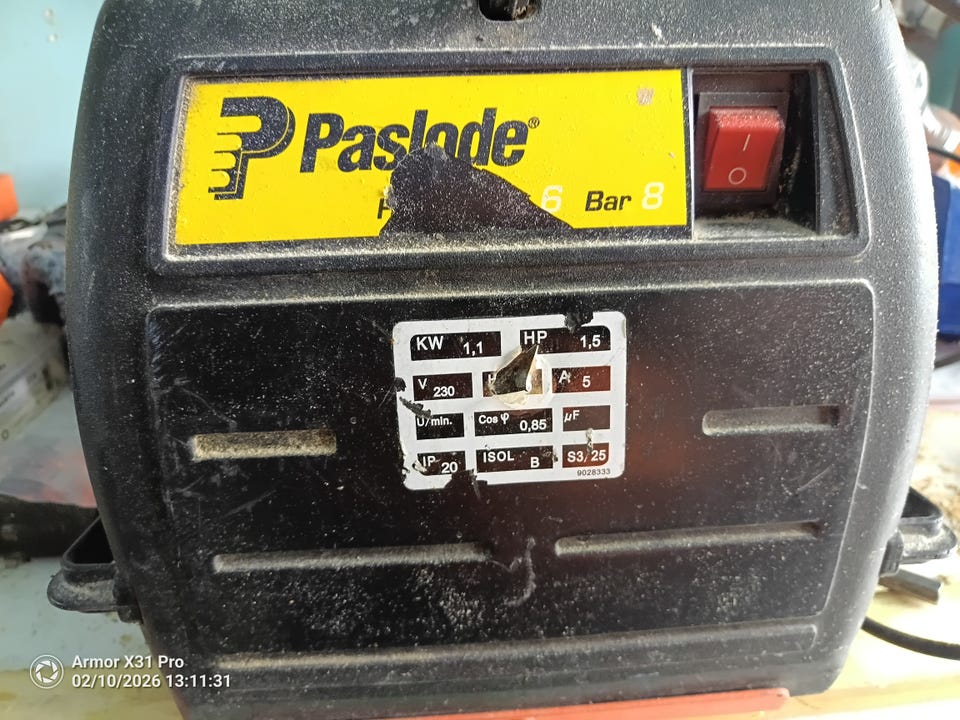 Paslode®
6 Bar 8
I
O
KW 1,1 HP 1,5
V 230 A 5
U/min. Cos φ 0,85 µF
IP 20 ISOL B S3/25
9028333
Armor X31 Pro
02/10/2026 13:11:31